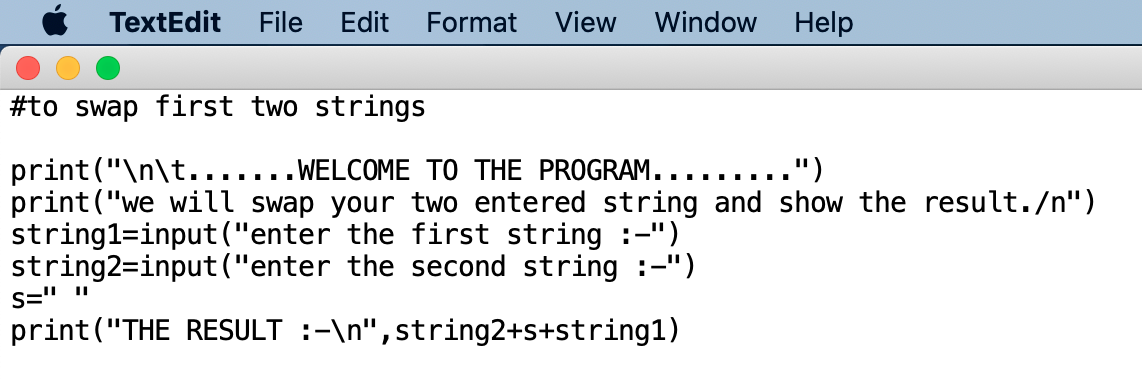 TextEdit File Edit Format View Window Help
#to swap first two strings
print("\n\t.......WELCOME TO THE PROGRAM.........")
print("we will swap your two entered string and show the result./n")
string1=input("enter the first string :-")
string2=input("enter the second string :-")
s=" "
print("THE RESULT :-\n",string2+s+string1)